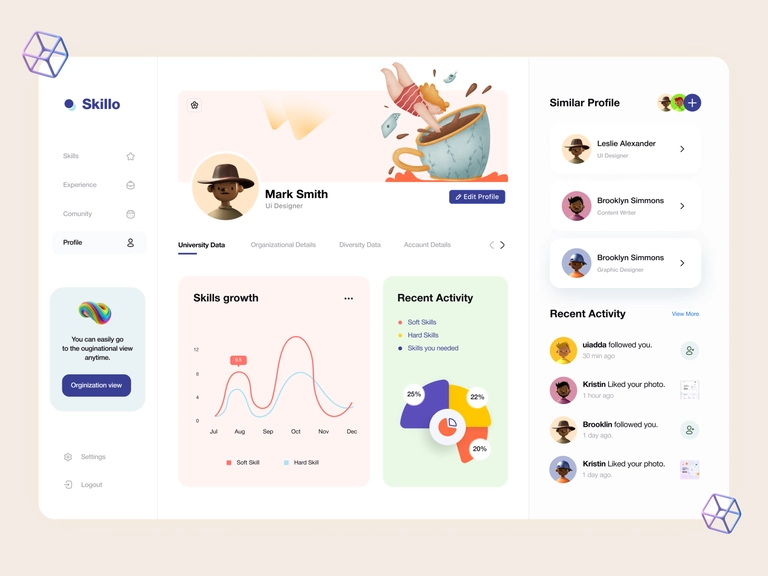 Skillo
Skills
Experience
Comunity
Profile
You can easily go
to the ouginational view
anytime.
Orginization view
Settings
Logout
Mark Smith
Ui Designer
Edit Profile
University Data
Organizational Details
Diversity Data
Accaunt Details
Skills growth
12
8
4
0
9.5
Jul
Aug
Sep
Oct
Nov
Dec
Soft Skill
Hard Skill
Recent Activity
Soft Skills
Hard Skills
Skills you needed
25%
22%
20%
Similar Profile
Leslie Alexander
UI Designer
Brooklyn Simmons
Content Writer
Brooklyn Simmons
Graphic Designer
Recent Activity
View More
uiadda followed you.
30 min ago
Kristin Liked your photo.
1 hour ago
Brooklin followed you.
1 day ago.
Kristin Liked your photo.
1 day ago.